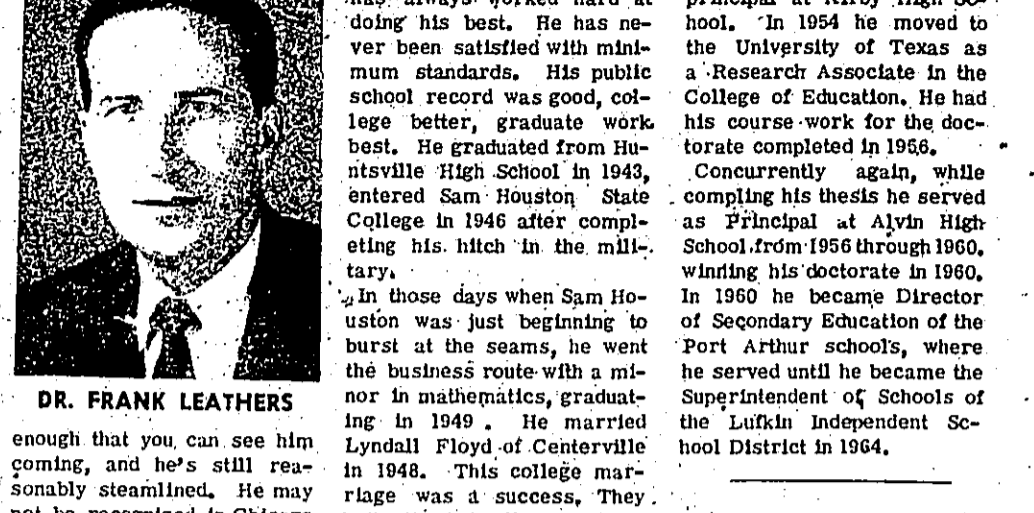 DR. FRANK LEATHERS
enough that you can see him
coming, and he's still rea-
sonably steamlined. He may
not be recognized in Chicago
has always worked hard at
doing his best. He has ne-
ver been satisfied with mini-
mum standards. His public
school record was good, col-
lege better, graduate work
best. He graduated from Hu-
ntsville High School in 1943,
entered Sam Houston State
College in 1946 after compl-
eting his hitch in the mili-
tary.
In those days when Sam Ho-
uston was just beginning to
burst at the seams, he went
the business route with a mi-
nor in mathematics, graduat-
ing in 1949 . He married
Lyndall Floyd of Centerville
in 1948. This college mar-
riage was a success. They
principal at Kirby High Sc-
hool. In 1954 he moved to
the University of Texas as
a Research Associate in the
College of Education. He had
his course work for the doc-
torate completed in 1956.
Concurrently again, while
compling his thesis he served
as Principal at Alvin High
School from 1956 through 1960,
winning his doctorate in 1960.
In 1960 he became Director
of Secondary Education of the
Port Arthur schools, where
he served until he became the
Superintendent of Schools of
the Lufkin Independent Sc-
hool District in 1964.